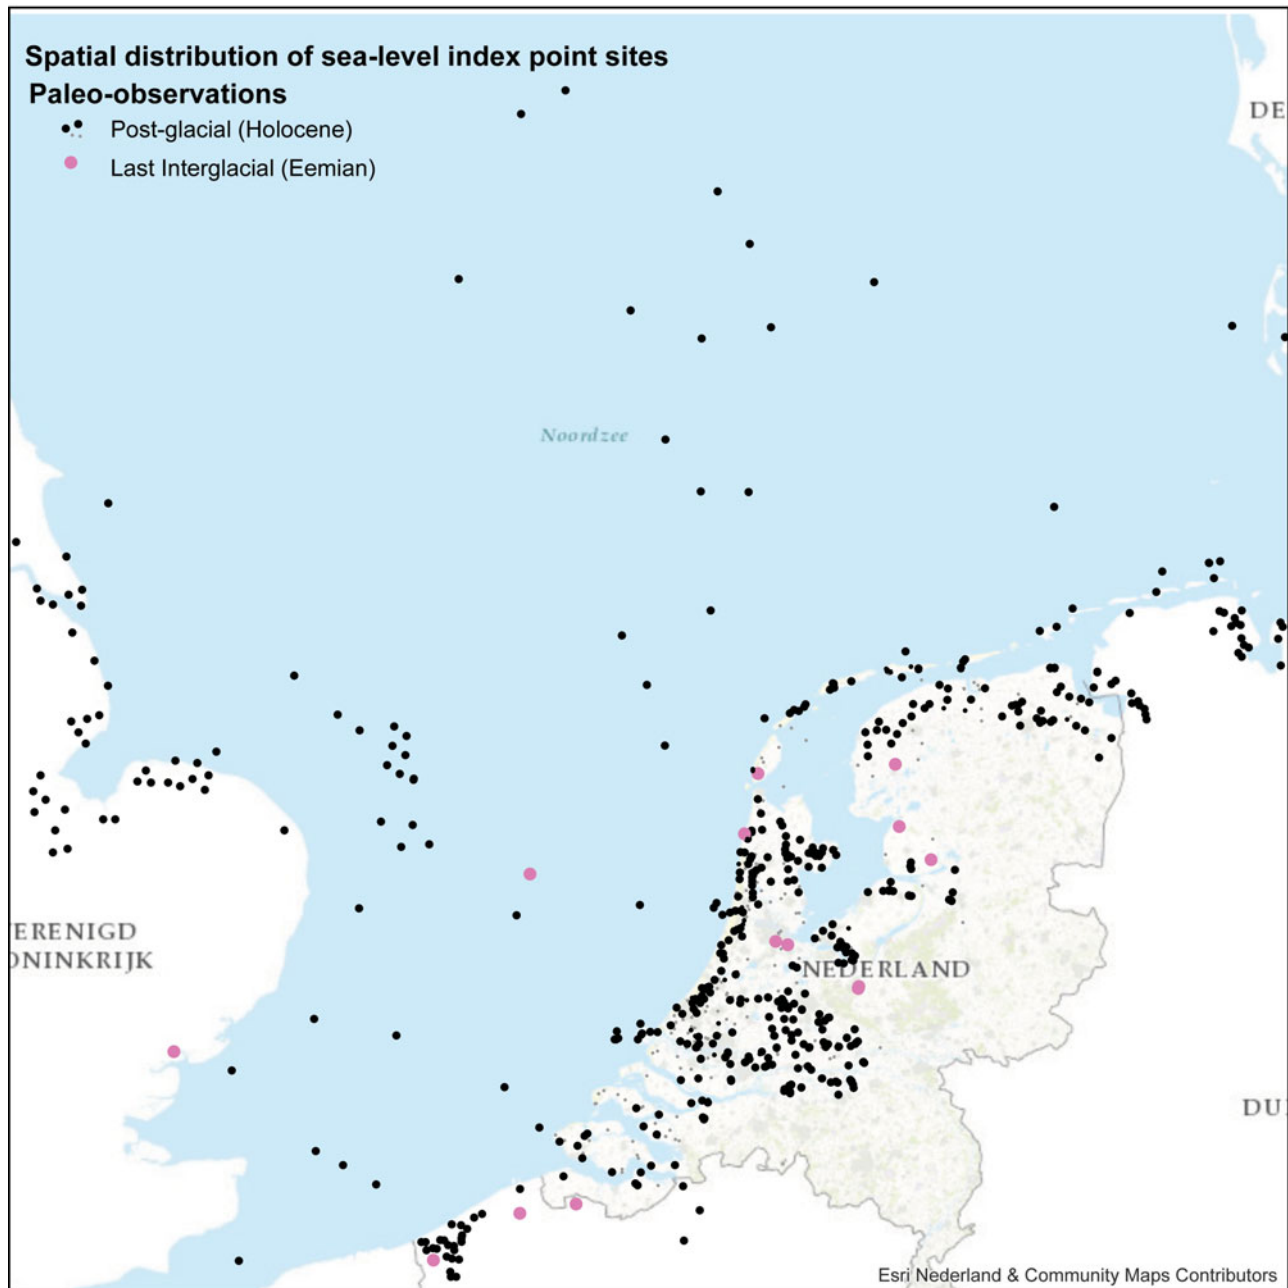 Spatial distribution of sea-level index point sites
Paleo-observations
Post-glacial (Holocene)
Last Interglacial (Eemian)
DE
Noordzee
ERENIGD
ONINKRIJK
NEDERLAND
DU
Esri Nederland & Community Maps Contributors